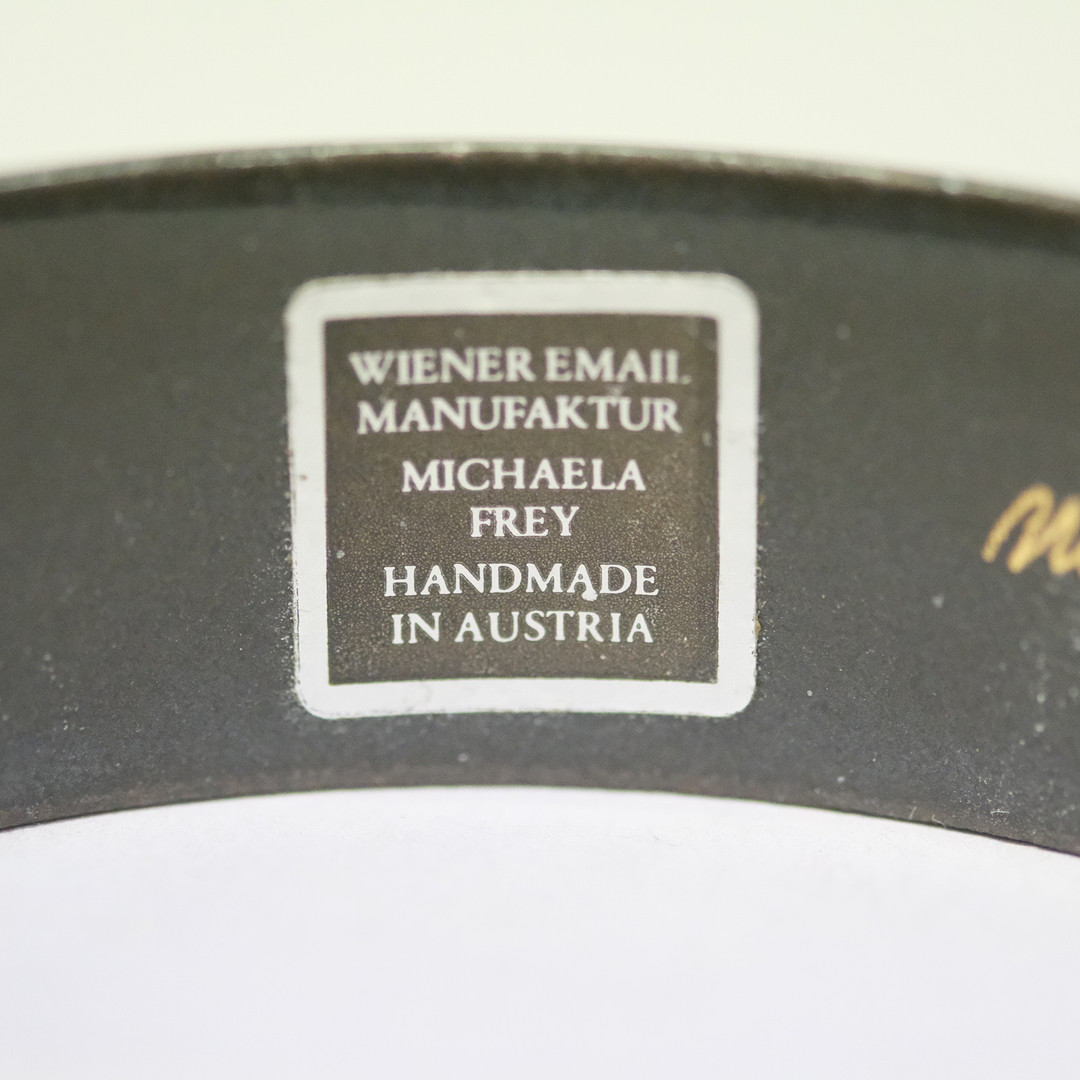 WIENER EMAIL
MANUFAKTUR
MICHAELA
FREY
HANDMADE
IN AUSTRIA